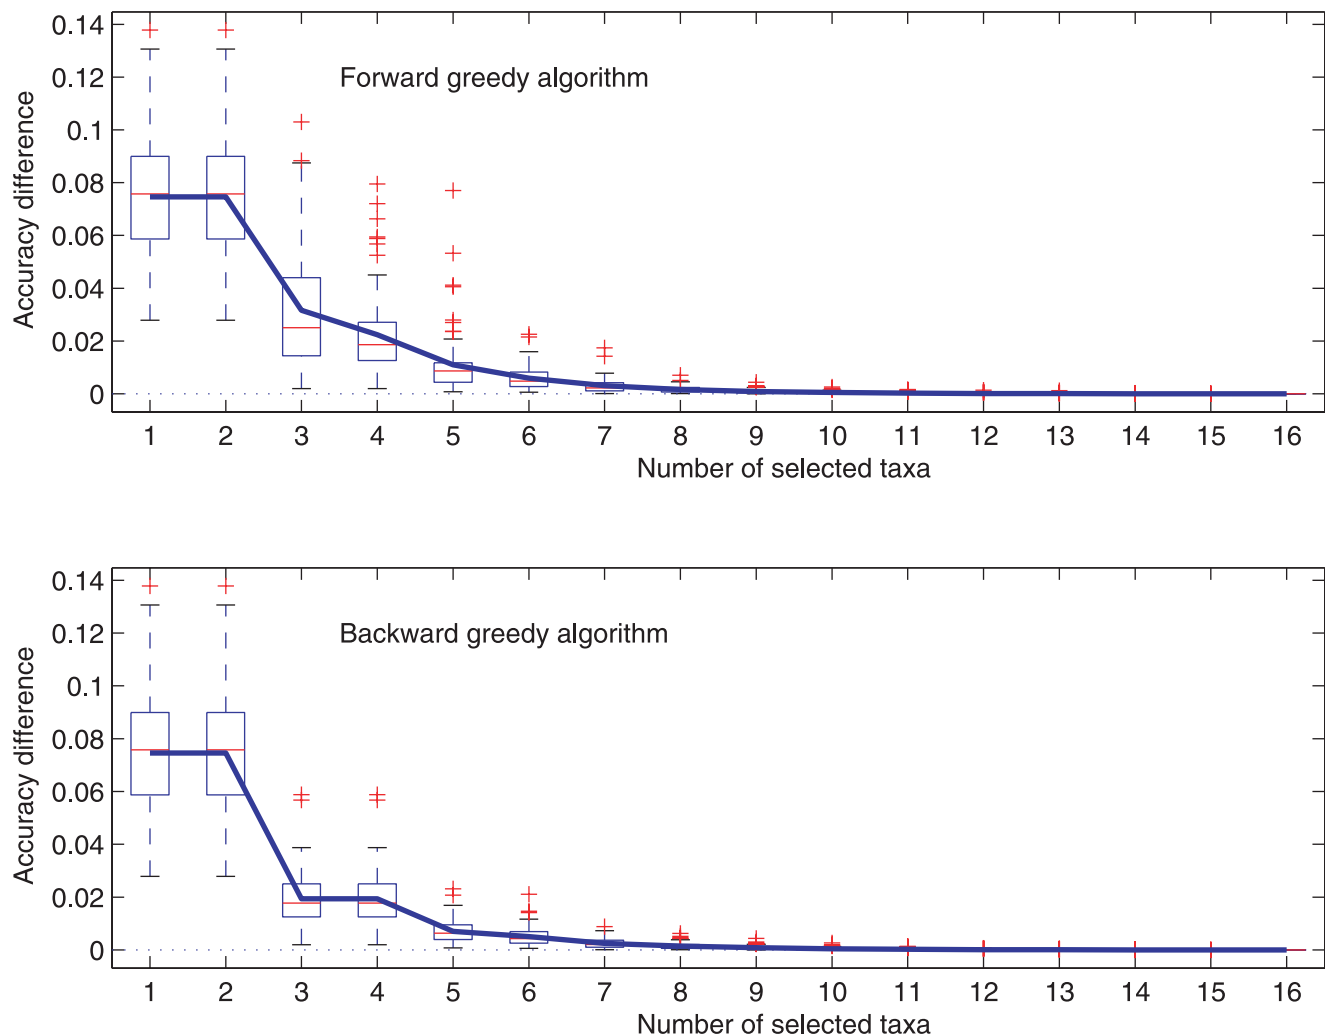 0.14
0.12
0.1
0.08
0.06
0.04
0.02
0
Accuracy difference
Forward greedy algorithm
1 2 3 4 5 6 7 8 9 10 11 12 13 14 15 16
Number of selected taxa
0.14
0.12
0.1
0.08
0.06
0.04
0.02
0
Accuracy difference
Backward greedy algorithm
1 2 3 4 5 6 7 8 9 10 11 12 13 14 15 16
Number of selected taxa